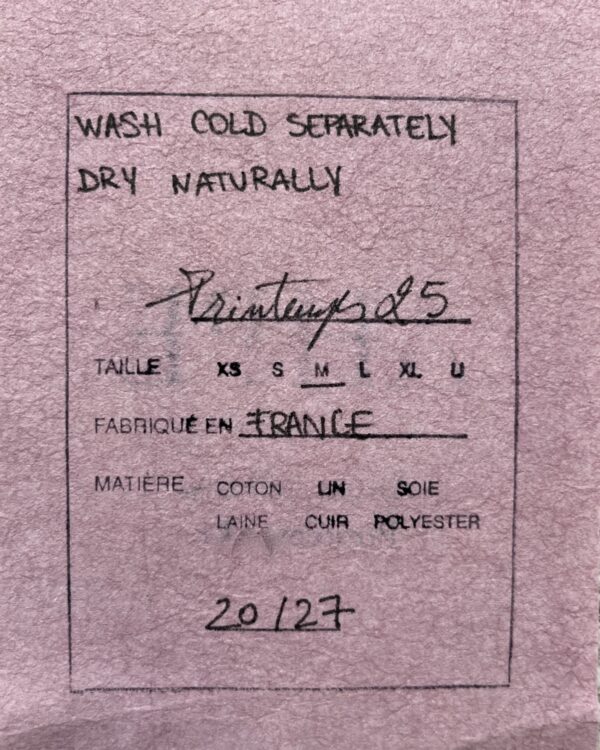 WASH COLD SEPARATELY
DRY NATURALLY
Printemps 25
TAILLE XS S M L XL U
FABRIQUÉ EN FRANCE
MATIÈRE COTON LIN SOIE
LAINE CUIR POLYESTER
20/27